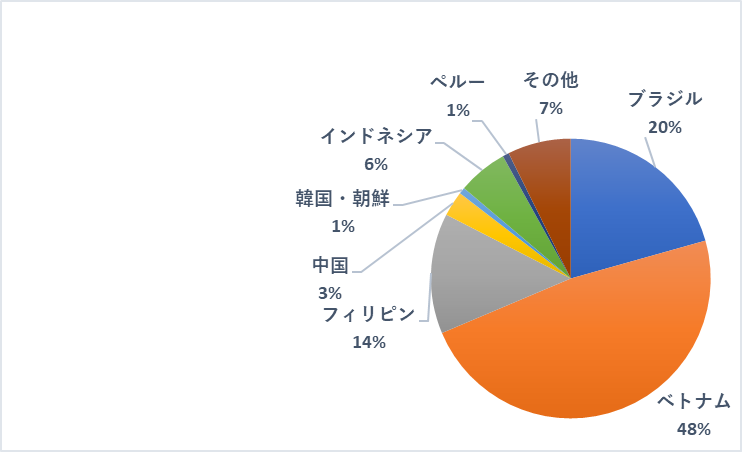 ブラジル
20%
ベトナム
48%
フィリピン
14%
中国
3%
韓国・朝鮮
1%
インドネシア
6%
ペルー
1%
その他
7%